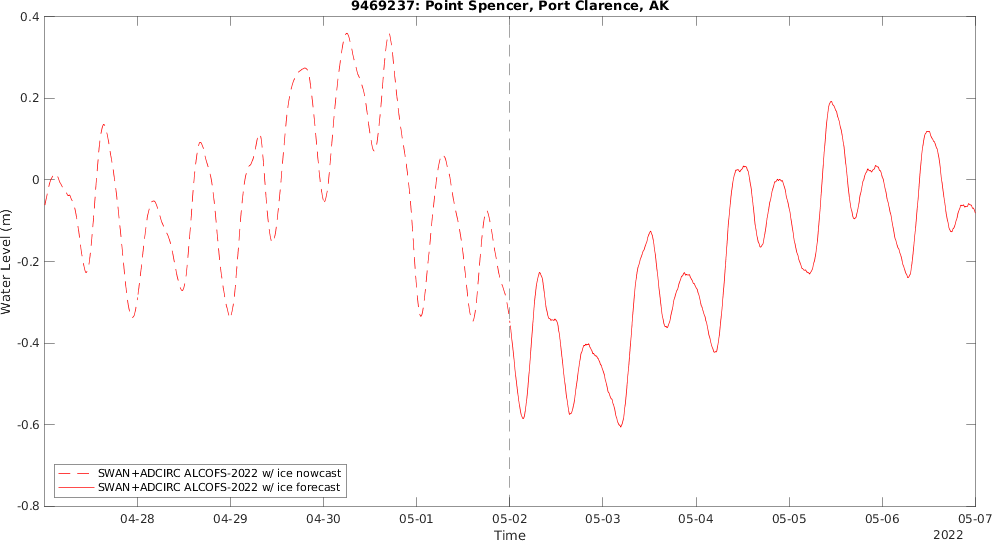 9469237: Point Spencer, Port Clarence, AK
0.4
0.2
0
-0.2
-0.4
-0.6
-0.8
Water Level (m)
SWAN+ADCIRC ALCOFS-2022 w/ ice nowcast
SWAN+ADCIRC ALCOFS-2022 w/ ice forecast
04-28 04-29 04-30 05-01 05-02 05-03 05-04 05-05 05-06 05-07
Time
2022